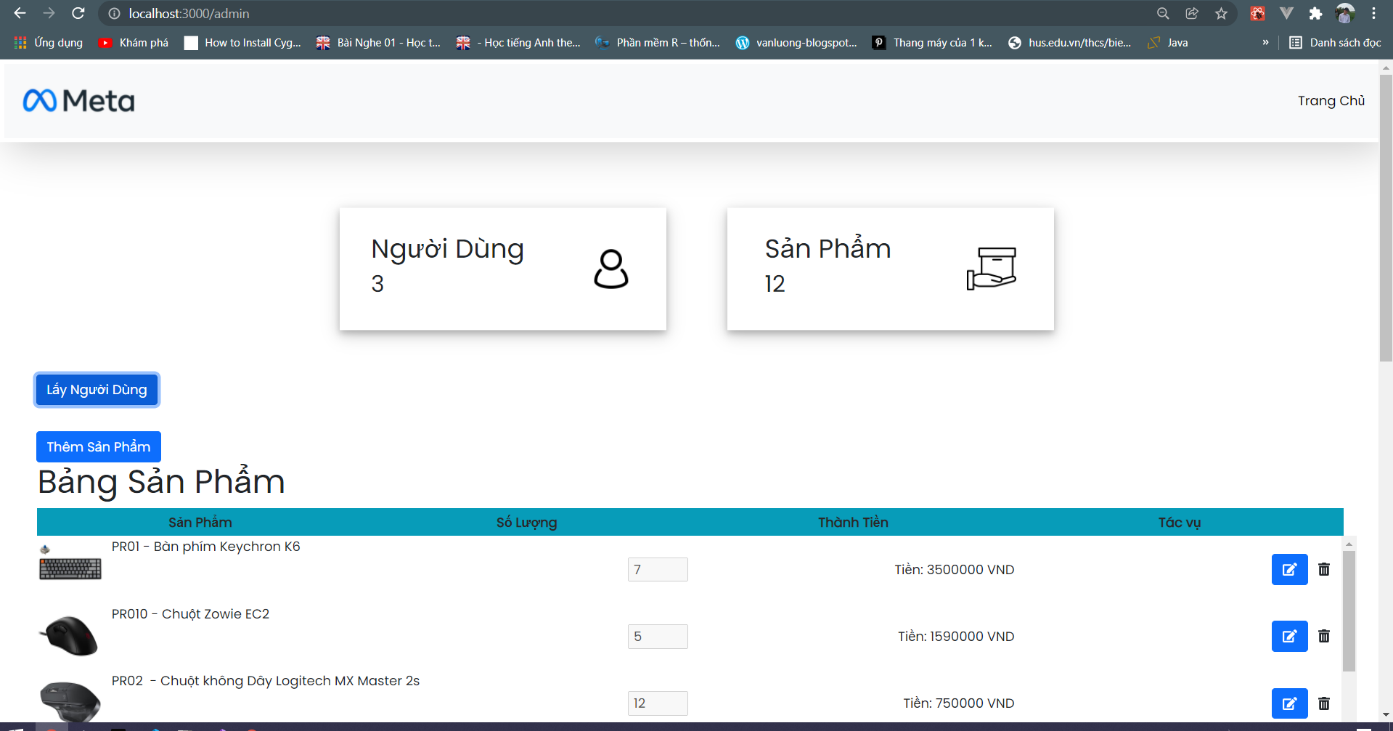 localhost:3000/admin
Ứng dụng Khám phá How to Install Cyg... Bài Nghe 01 - Học t... - Học tiếng Anh the... Phần mềm R – thốn... vanluong-blogspot... Thang máy của 1 k... hus.edu.vn/thcs/bie... Java » Danh sách đọc
Meta Trang Chủ
Người Dùng
3
Sản Phẩm
12
Lấy Người Dùng
Thêm Sản Phẩm
Bảng Sản Phẩm
Sản Phẩm Số Lượng Thành Tiền Tác vụ
PR01 - Bàn phím Keychron K6
7 Tiền: 3500000 VND
PR010 - Chuột Zowie EC2
5 Tiền: 1590000 VND
PR02 - Chuột không Dây Logitech MX Master 2s
12 Tiền: 750000 VND